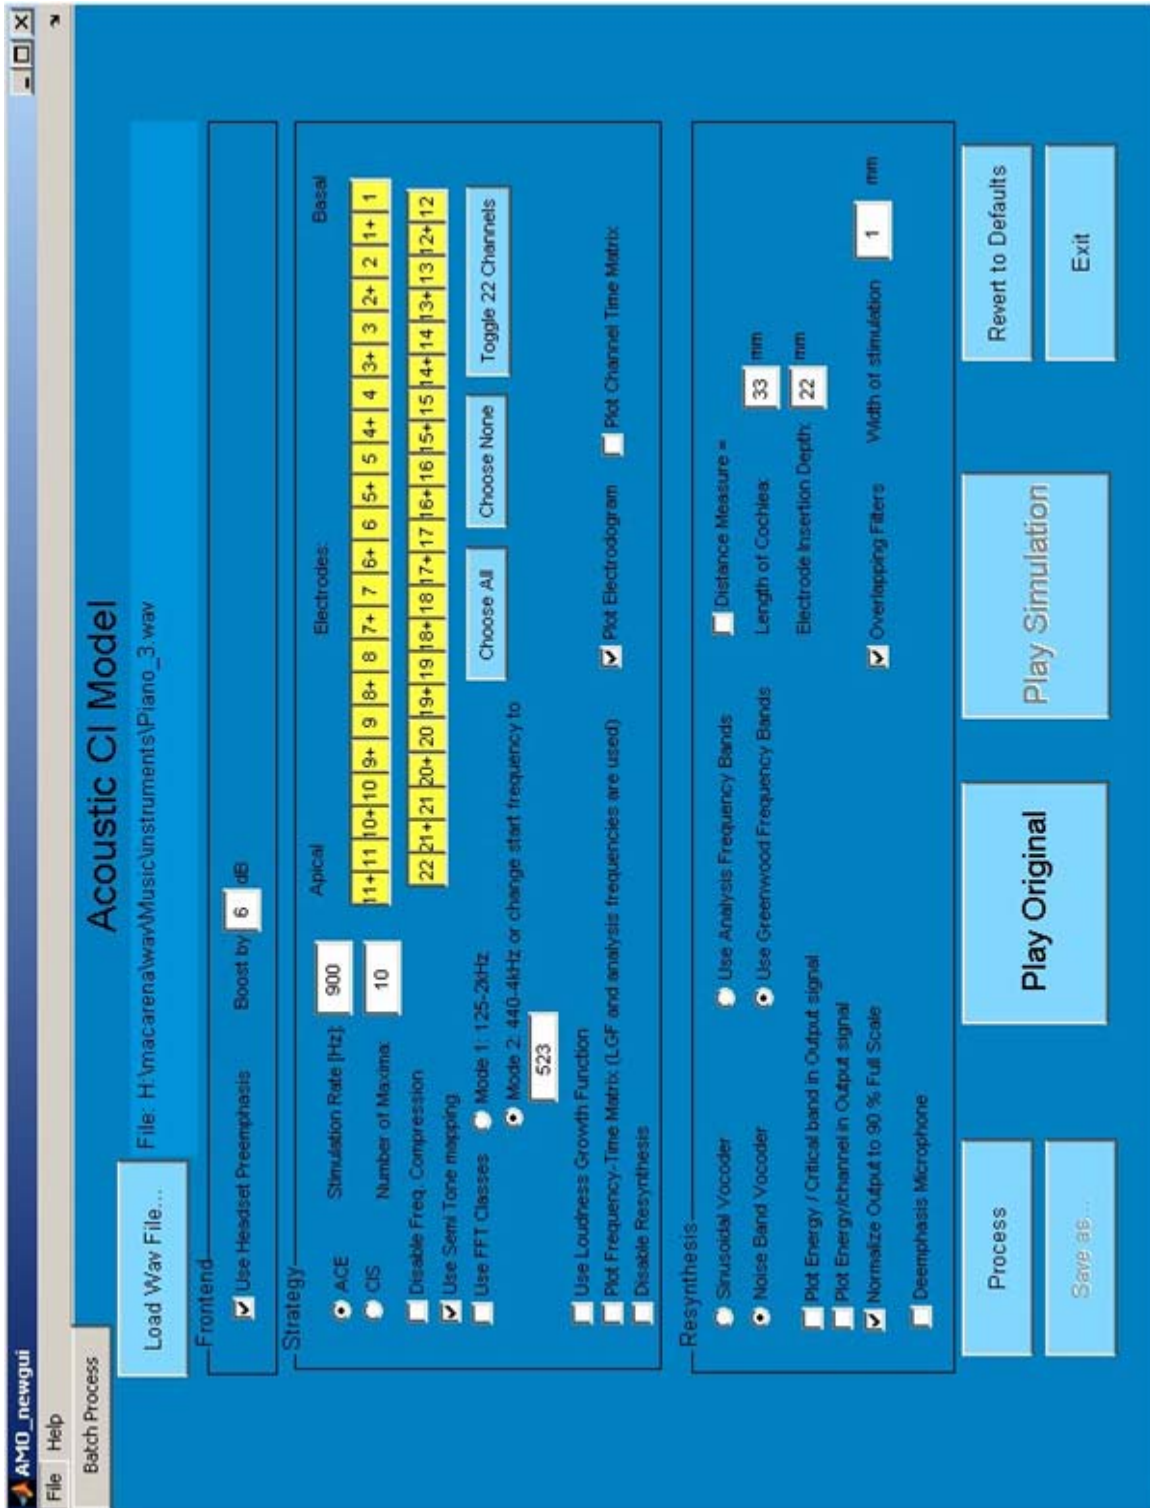 AMO_newgui
File Help
Batch Process
Acoustic CI Model
Load Wav File...
File: H:\macarena\wav\Music\instruments\Piano_3.wav
Frontend
Use Headset Preemphasis Boost by 6 dB
Strategy
ACE Stimulation Rate [Hz]: 900 Apical Electrodes: Basal
CIS Number of Maxima: 10
11+ 11 10+ 10 9+ 9 8+ 8 7+ 7 6+ 6 5+ 5 4+ 4 3+ 3 2+ 2 1+ 1
Disable Freq. Compression
22 21+ 21 20+ 20 19+ 19 18+ 18 17+ 17 16+ 16 15+ 15 14+ 14 13+ 13 12+ 12
Use Semi Tone mapping
Use FFT Classes Mode 1: 125-2kHz
Choose All Choose None Toggle 22 Channels
Mode 2: 440-4kHz or change start frequency to
523
Use Loudness Growth Function
Plot Frequency-Time Matrix (LGF and analysis frequencies are used) Plot Electrodogram Plot Channel Time Matrix
Disable Resynthesis
Resynthesis
Sinusoidal Vocoder Use Analysis Frequency Bands Distance Measure =
Noise Band Vocoder Use Greenwood Frequency Bands Length of Cochlea: 33 mm
Plot Energy / Critical band in Output signal Electrode Insertion Depth: 22 mm
Plot Energy/channel in Output signal
Normalize Output to 90 % Full Scale Overlapping Filters Width of stimulation 1 mm
Deemphasis Microphone
Process Play Original Play Simulation Revert to Defaults
Save as... Exit